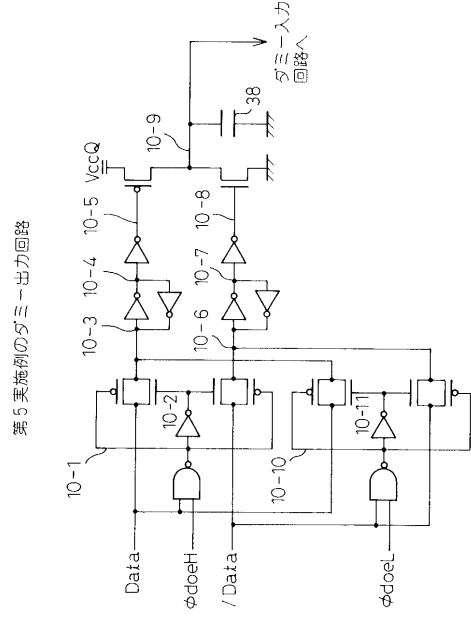 第5実施例のダミー出力回路
Data
φdoeH
/Data
φdoeL
10-1
10-2
10-10
10-11
10-3
10-4
10-5
10-6
10-7
10-8
VccQ
10-9
38
ダミー入力
回路へ